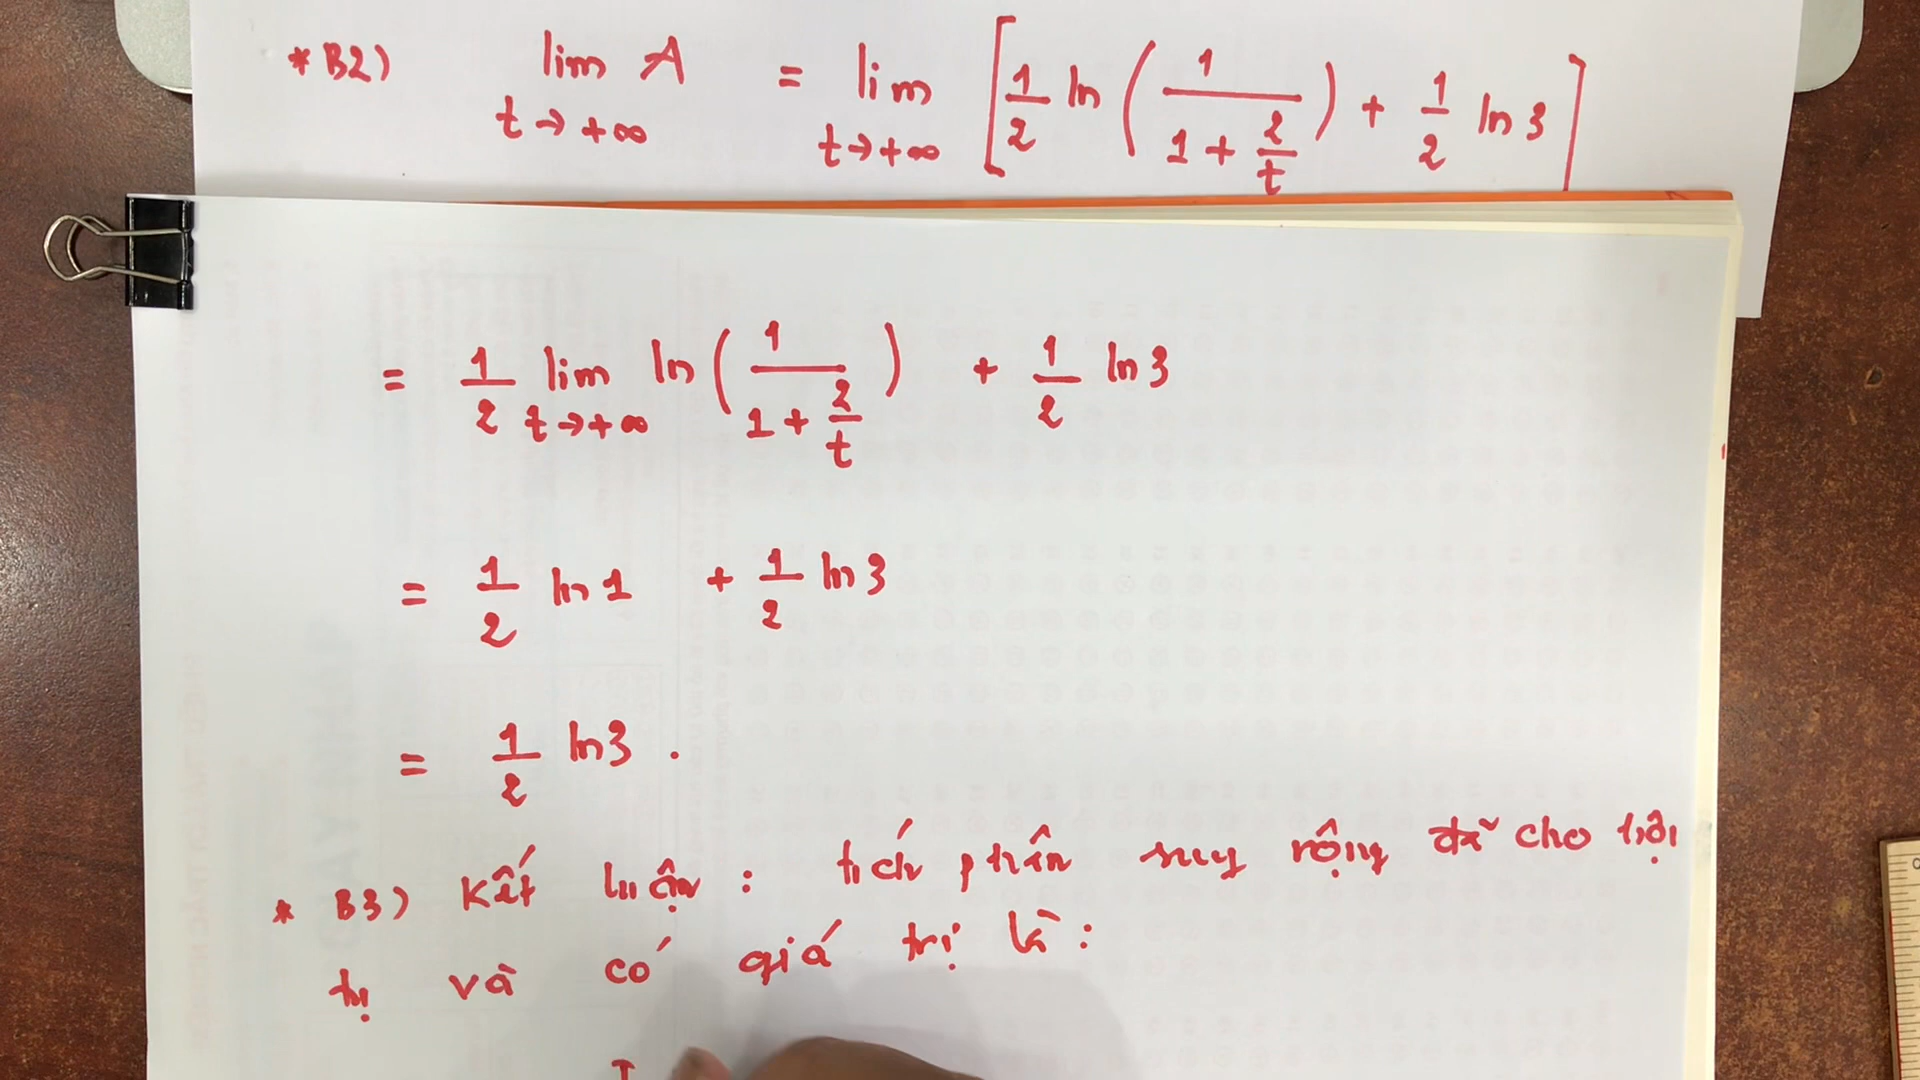 * B2) lim A = lim [ 1/2 ln ( 1 / (1 + 2/t) ) + 1/2 ln 3 ]
t → +∞ t → +∞
= 1/2 lim ln ( 1 / (1 + 2/t) ) + 1/2 ln 3
t → +∞
= 1/2 ln 1 + 1/2 ln 3
= 1/2 ln 3 .
* B3) Kết luận : tích phân suy rộng đã cho hội
tụ và có giá trị là :
I